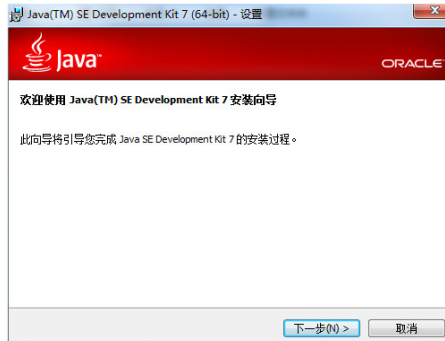 Java(TM) SE Development Kit 7 (64-bit) - 设置
Java™
ORACLE
欢迎使用 Java(TM) SE Development Kit 7 安装向导
此向导将引导您完成 Java SE Development Kit 7 的安装过程。
下一步(N) >
取消